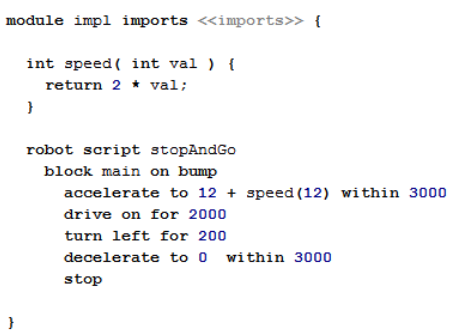 module impl imports <<imports>> {
int speed( int val ) {
return 2 * val;
}
robot script stopAndGo
block main on bump
accelerate to 12 + speed(12) within 3000
drive on for 2000
turn left for 200
decelerate to 0 within 3000
stop
}